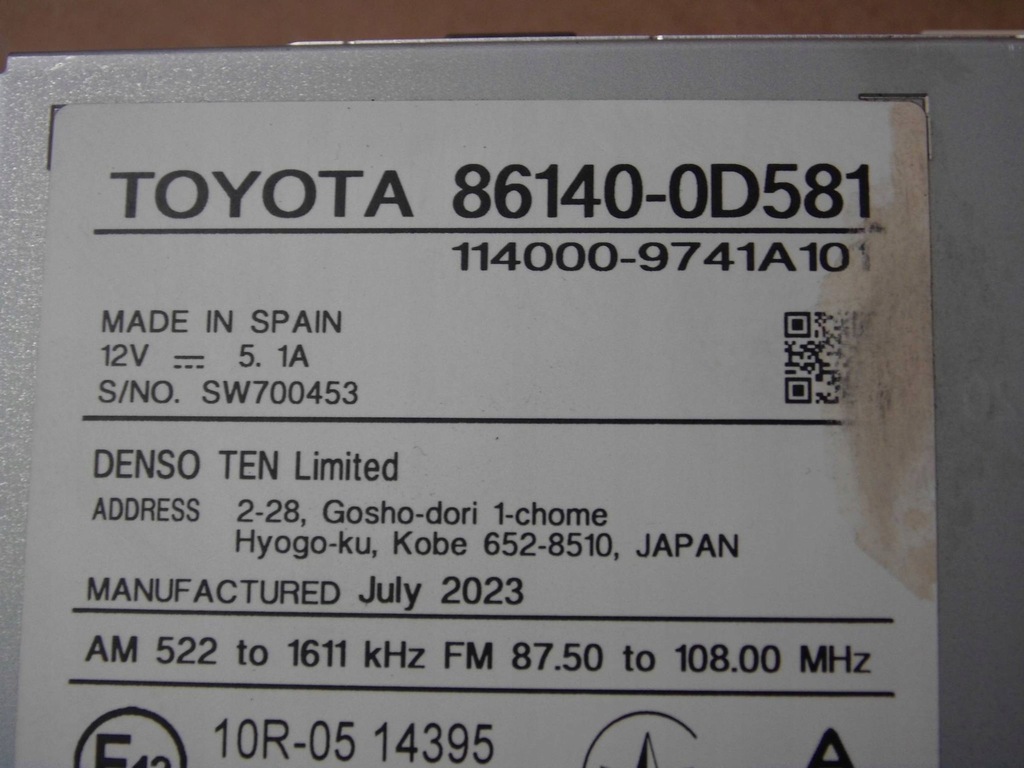 TOYOTA 86140-0D581
114000-9741A101
MADE IN SPAIN
12V ⎓ 5.1A
S/NO. SW700453
DENSO TEN Limited
ADDRESS 2-28, Gosho-dori 1-chome
Hyogo-ku, Kobe 652-8510, JAPAN
MANUFACTURED July 2023
AM 522 to 1611 kHz FM 87.50 to 108.00 MHz
10R-05 14395
A